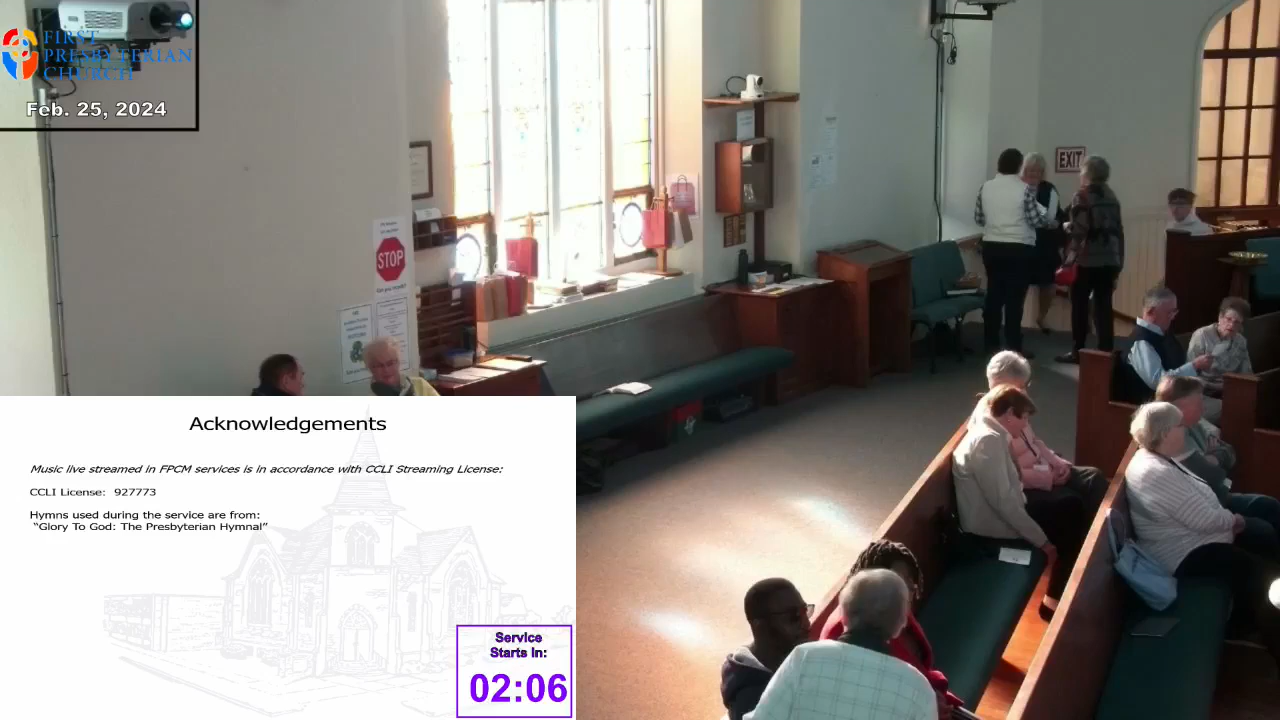 FIRST
PRESBYTERIAN
CHURCH
Feb. 25, 2024
EXIT
STOP
Acknowledgements
Music live streamed in FPCM services is in accordance with CCLI Streaming License:
CCLI License: 927773
Hymns used during the service are from:
"Glory To God: The Presbyterian Hymnal"
Service
Starts In:
02:06